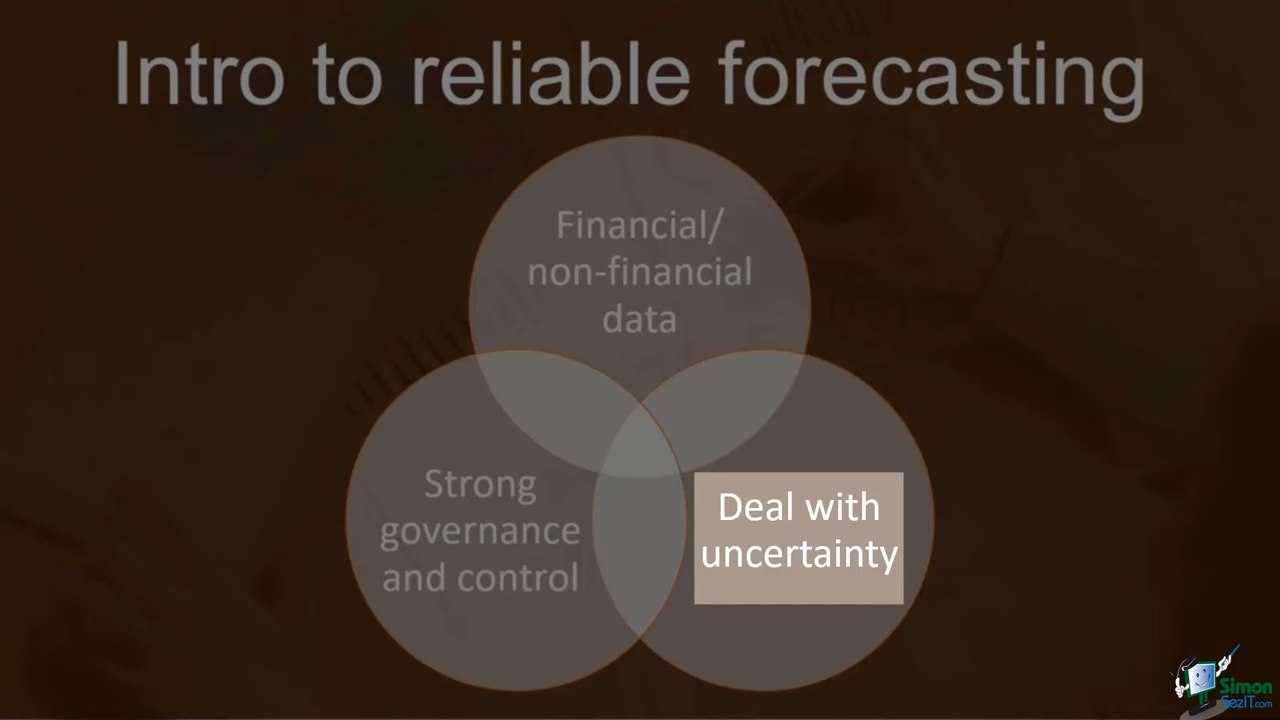 Intro to reliable forecasting
Financial/
non-financial
data
Strong
governance
and control
Deal with
uncertainty
Simon
SezIT.com